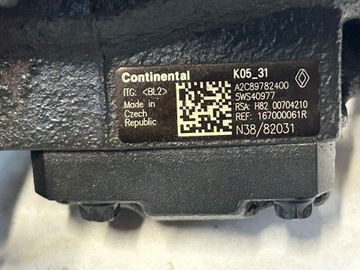 Continental
ITG: <BL2>
Made in
Czech
Republic
K05_31
A2C89782400
5WS40977
RSA: H82 00704210
REF: 167000061R
N38/82031